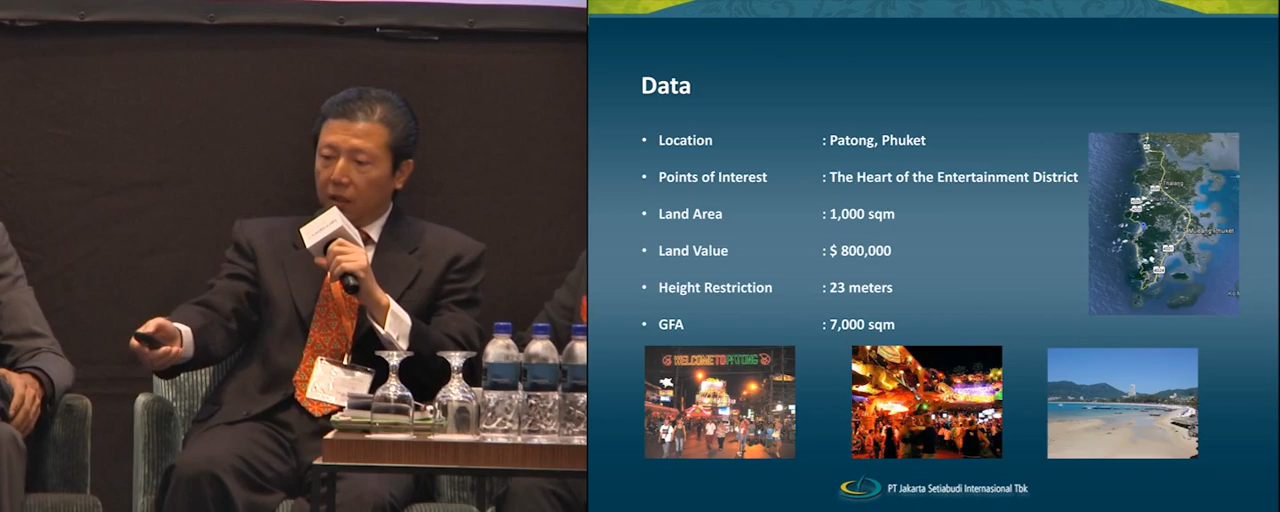 Data
• Location : Patong, Phuket
• Points of Interest : The Heart of the Entertainment District
• Land Area : 1,000 sqm
• Land Value : $ 800,000
• Height Restriction : 23 meters
• GFA : 7,000 sqm
Thalang
Phuket
WELCOME TO PATONG
PT Jakarta Setiabudi Internasional Tbk